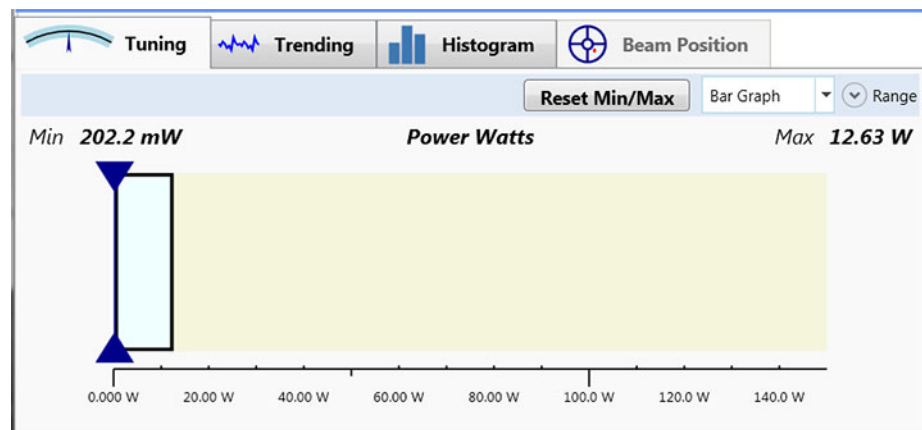 Tuning Trending Histogram Beam Position
Reset Min/Max Bar Graph Range
Min 202.2 mW Power Watts Max 12.63 W
0.000 W 20.00 W 40.00 W 60.00 W 80.00 W 100.0 W 120.0 W 140.0 W